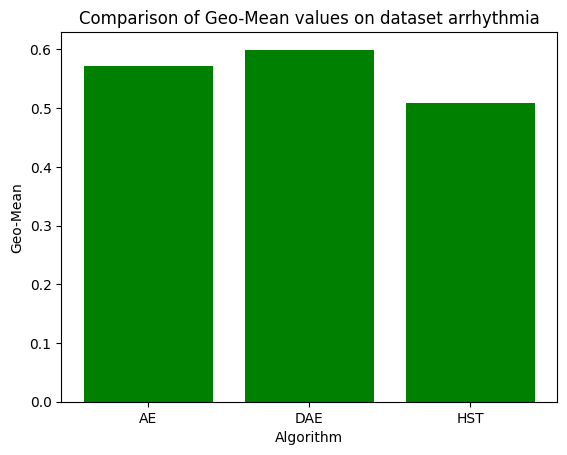 Comparison of Geo-Mean values on dataset arrhythmia
0.6
0.5
0.4
0.3
0.2
0.1
0.0
Geo-Mean
AE DAE HST
Algorithm